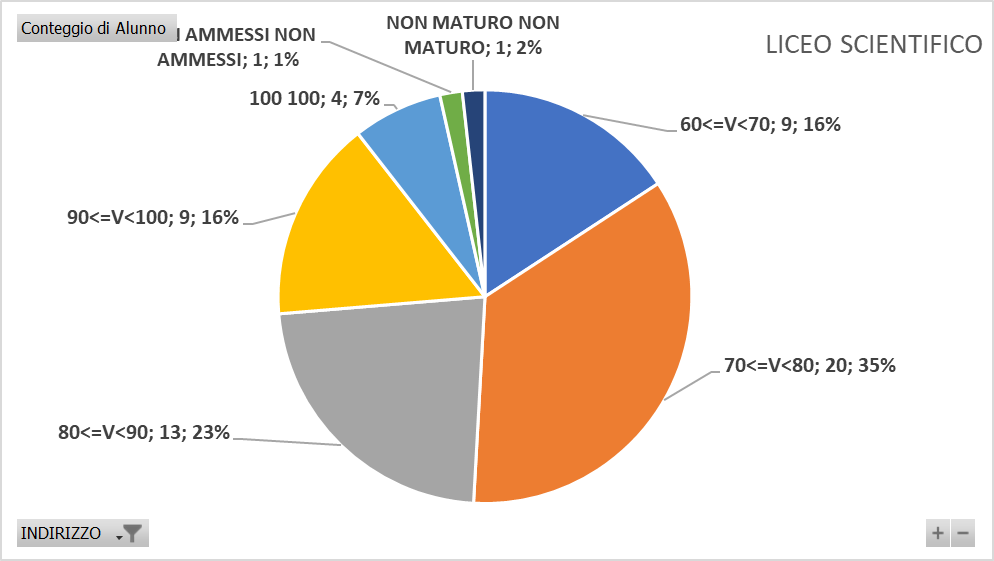 Conteggio di Alunno
AMMESSI NON
AMMESSI; 1; 1%
NON MATURO NON
MATURO; 1; 2%
LICEO SCIENTIFICO
100 100; 4; 7%
60<=V<70; 9; 16%
90<=V<100; 9; 16%
70<=V<80; 20; 35%
80<=V<90; 13; 23%
INDIRIZZO
+ −